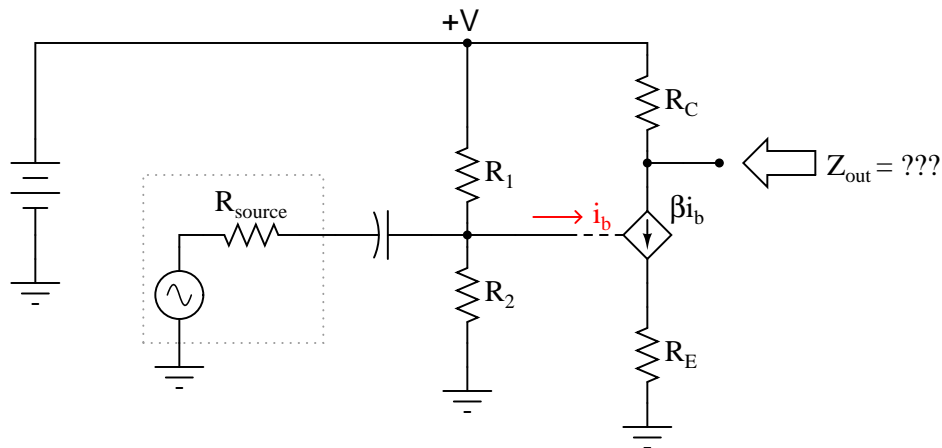 +V
R_C
Z_out = ???
R_1
R_source
i_b
βi_b
R_2
R_E